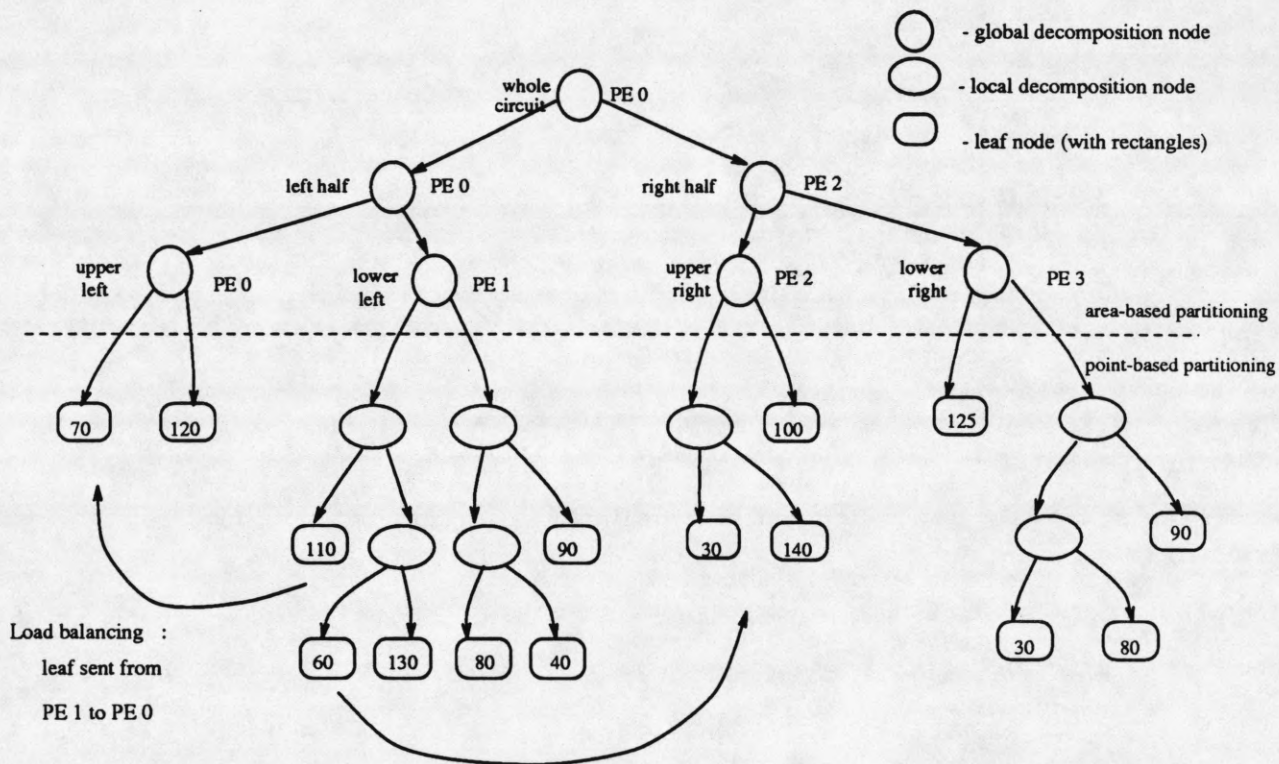 - global decomposition node
- local decomposition node
- leaf node (with rectangles)
whole
circuit
PE 0
left half
PE 0
right half
PE 2
upper
left
PE 0
lower
left
PE 1
upper
right
PE 2
lower
right
PE 3
area-based partitioning
point-based partitioning
70
120
100
125
110
90
30
140
90
60
130
80
40
30
80
Load balancing :
leaf sent from
PE 1 to PE 0